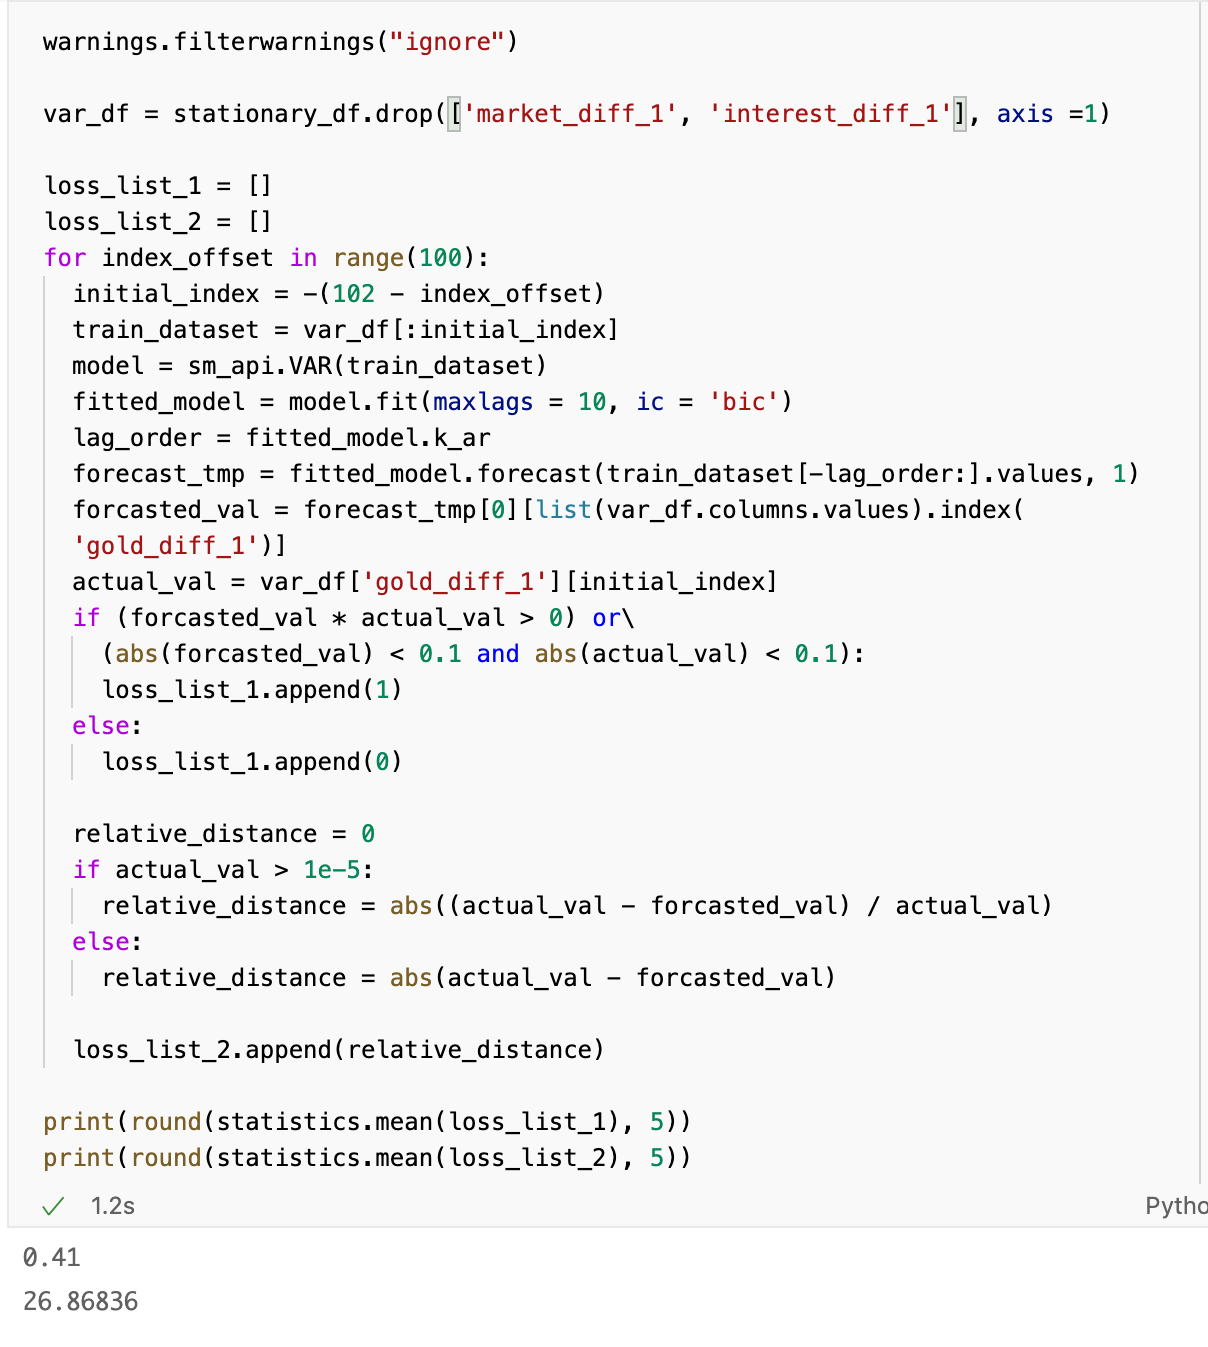 warnings.filterwarnings("ignore")
var_df = stationary_df.drop(['market_diff_1', 'interest_diff_1'], axis =1)
loss_list_1 = []
loss_list_2 = []
for index_offset in range(100):
  initial_index = -(102 - index_offset)
  train_dataset = var_df[:initial_index]
  model = sm_api.VAR(train_dataset)
  fitted_model = model.fit(maxlags = 10, ic = 'bic')
  lag_order = fitted_model.k_ar
  forecast_tmp = fitted_model.forecast(train_dataset[-lag_order:].values, 1)
  forcasted_val = forecast_tmp[0][list(var_df.columns.values).index(
  'gold_diff_1')]
  actual_val = var_df['gold_diff_1'][initial_index]
  if (forcasted_val * actual_val > 0) or\
    (abs(forcasted_val) < 0.1 and abs(actual_val) < 0.1):
    loss_list_1.append(1)
  else:
    loss_list_1.append(0)
  relative_distance = 0
  if actual_val > 1e-5:
    relative_distance = abs((actual_val - forcasted_val) / actual_val)
  else:
    relative_distance = abs(actual_val - forcasted_val)
  loss_list_2.append(relative_distance)
print(round(statistics.mean(loss_list_1), 5))
print(round(statistics.mean(loss_list_2), 5))
1.2s Pytho
0.41
26.86836